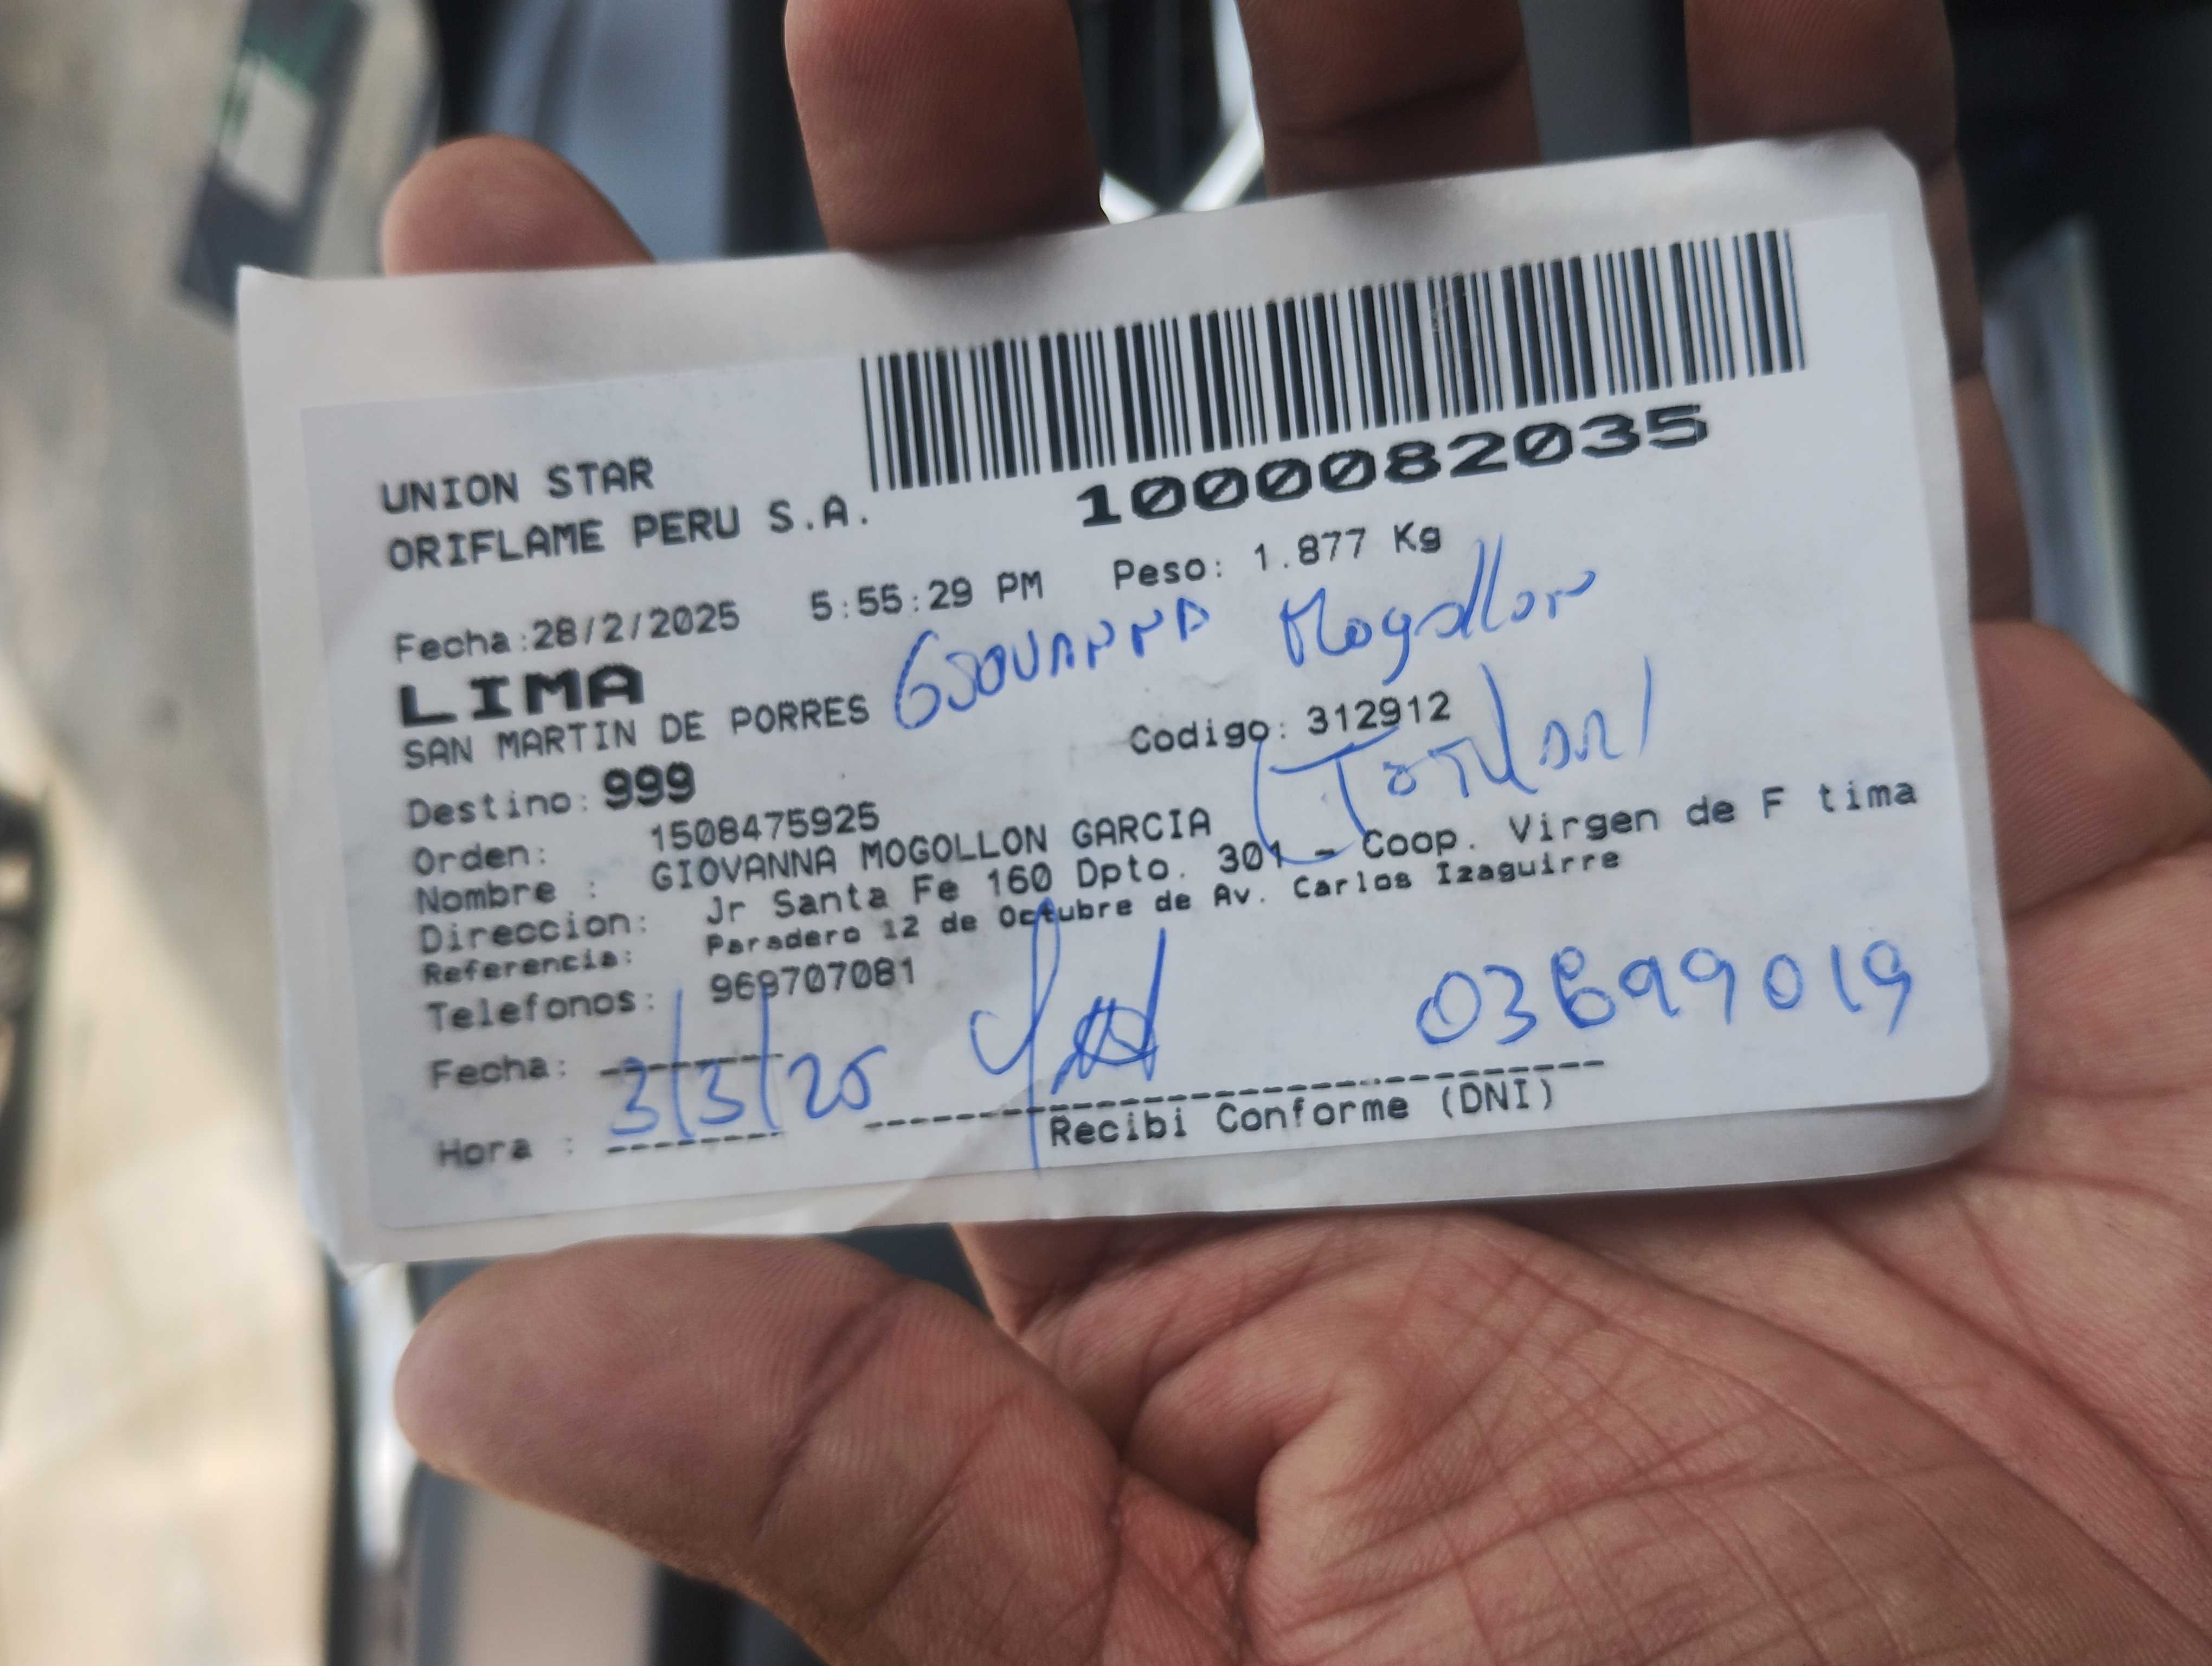 1000082035
UNION STAR
ORIFLAME PERU S.A.
Fecha:28/2/2025 5:55:29 PM Peso: 1.877 Kg
LIMA
GIOVANNA Mogollon
SAN MARTIN DE PORRES
Codigo: 312912
(Titular)
Destino: 999
Orden: 1508475925
Nombre : GIOVANNA MOGOLLON GARCIA
Direccion: Jr Santa Fe 160 Dpto. 301 - Coop. Virgen de F tima
Referencia: Paradero 12 de Octubre de Av. Carlos Izaguirre
Telefonos: 969707081
Fecha: 3/3/25
03899019
Hora :
Recibi Conforme (DNI)